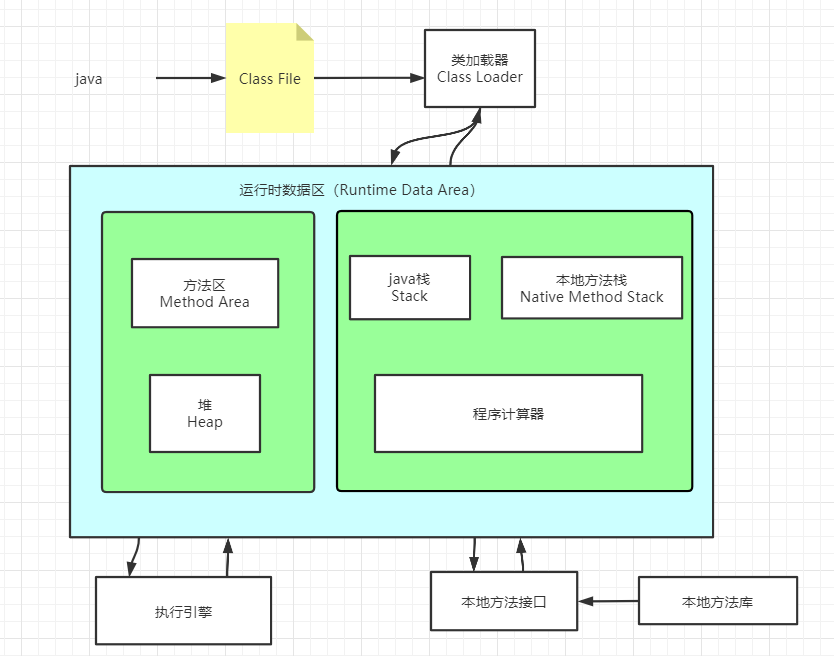 java
Class File
类加载器
Class Loader
运行时数据区（Runtime Data Area）
方法区
Method Area
java栈
Stack
本地方法栈
Native Method Stack
堆
Heap
程序计算器
执行引擎
本地方法接口
本地方法库